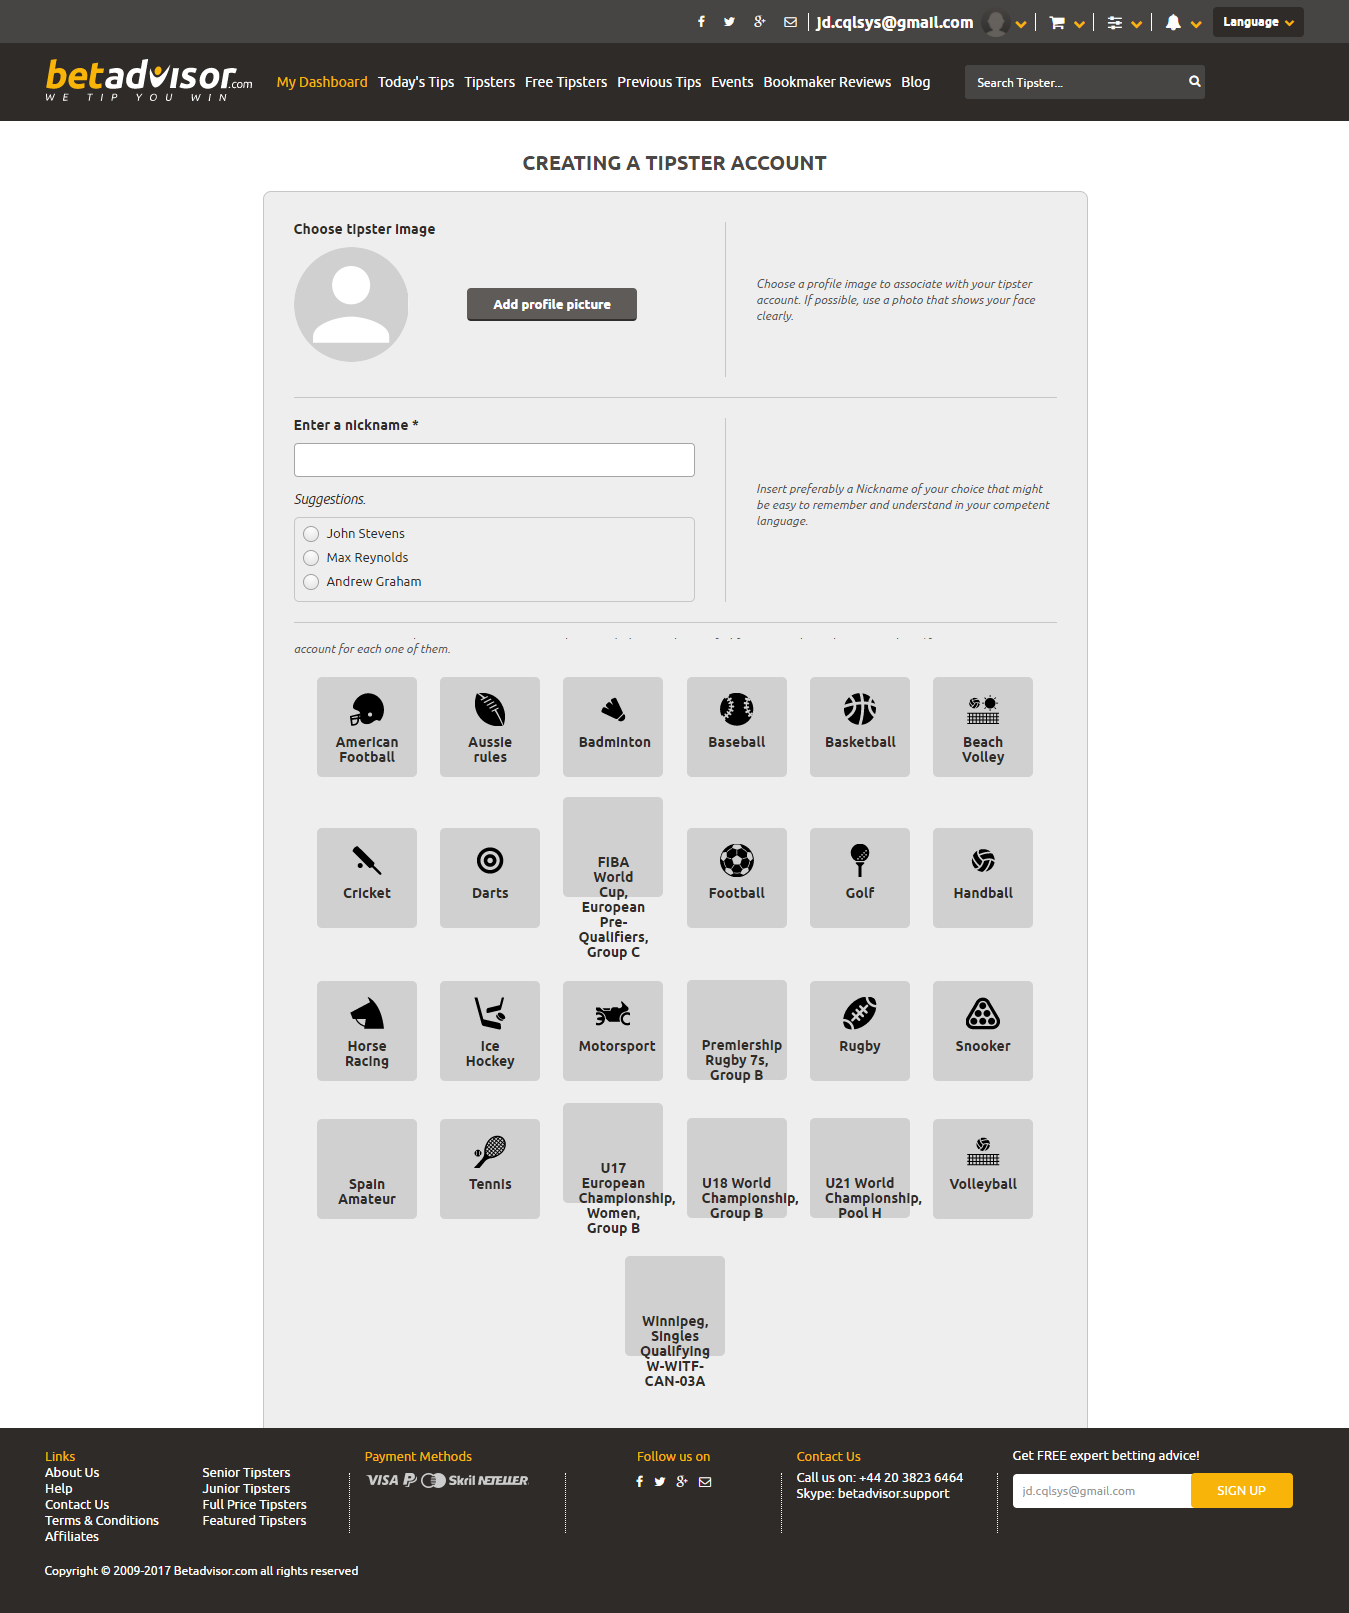 jd.cqlsys@gmail.com
Language
betadvisor.com
WE TIP YOU WIN
My Dashboard Today's Tips Tipsters Free Tipsters Previous Tips Events Bookmaker Reviews Blog
Search Tipster...
CREATING A TIPSTER ACCOUNT
Choose tipster image
Add profile picture
Choose a profile image to associate with your tipster
account. If possible, use a photo that shows your face
clearly.
Enter a nickname *
Suggestions.
John Stevens
Max Reynolds
Andrew Graham
Insert preferably a Nickname of your choice that might
be easy to remember and understand in your competent
language.
account for each one of them.
American
Football
Aussie
rules
Badminton
Baseball
Basketball
Beach
Volley
Cricket
Darts
FIBA
World
Cup,
European
Pre-
Qualifiers,
Group C
Football
Golf
Handball
Horse
Racing
Ice
Hockey
Motorsport
Premiership
Rugby 7s,
Group B
Rugby
Snooker
Spain
Amateur
Tennis
U17
European
Championship,
Women,
Group B
U18 World
Championship,
Group B
U21 World
Championship,
Pool H
Volleyball
Winnipeg,
Singles
Qualifying
W-WITF-
CAN-03A
Links
About Us
Help
Contact Us
Terms & Conditions
Affiliates
Senior Tipsters
Junior Tipsters
Full Price Tipsters
Featured Tipsters
Payment Methods
VISA Skrill NETELLER
Follow us on
Contact Us
Call us on: +44 20 3823 6464
Skype: betadvisor.support
Get FREE expert betting advice!
jd.cqlsys@gmail.com
SIGN UP
Copyright © 2009-2017 Betadvisor.com all rights reserved